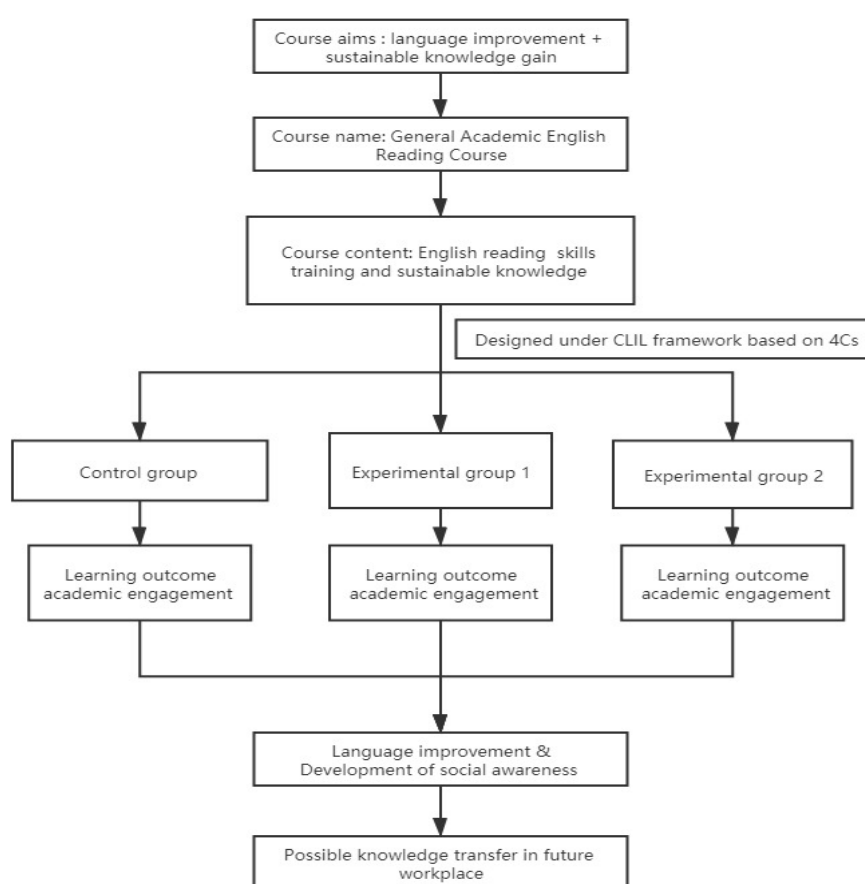 Course aims : language improvement +
sustainable knowledge gain
Course name: General Academic English
Reading Course
Course content: English reading skills
training and sustainable knowledge
Designed under CLIL framework based on 4Cs
Control group
Experimental group 1
Experimental group 2
Learning outcome
academic engagement
Learning outcome
academic engagement
Learning outcome
academic engagement
Language improvement &
Development of social awareness
Possible knowledge transfer in future
workplace